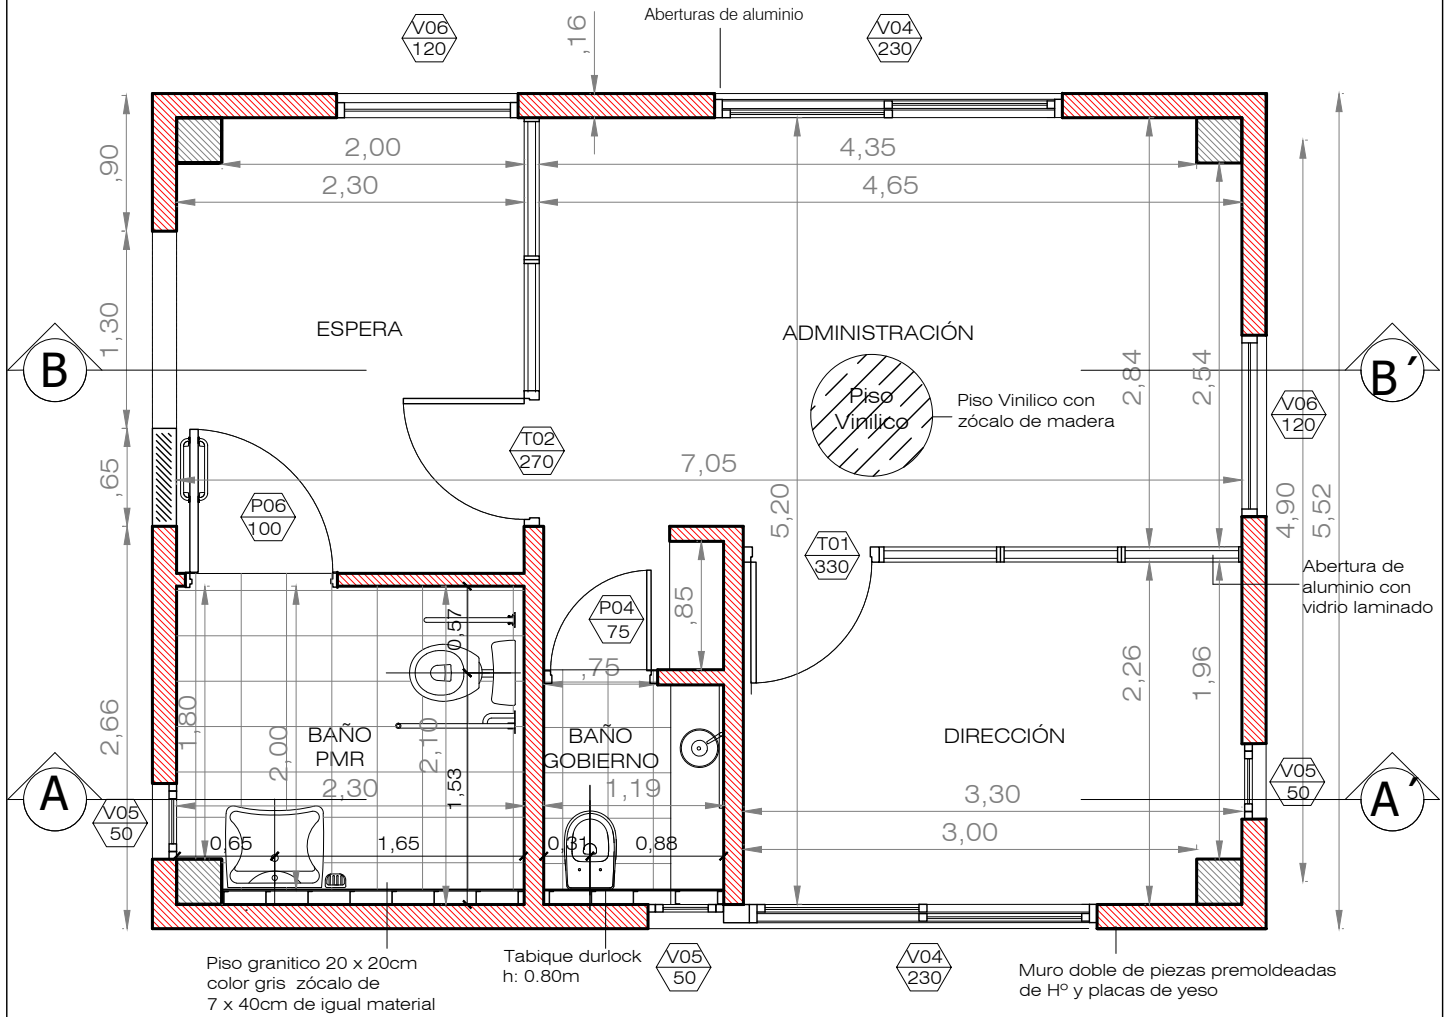 Aberturas de aluminio
V06
120
,16
V04
230
2,00
4,35
2,30
4,65
,90
1,30
,65
2,66
ESPERA
ADMINISTRACIÓN
Piso
Vinilico
Piso Vinilico con
zócalo de madera
2,84
2,54
B
B´
V06
120
T02
270
7,05
P06
100
5,20
T01
330
4,90
5,52
Abertura de
aluminio con
vidrio laminado
P04
75
,85
,75
0,57
2,26
1,96
1,80
2,00
2,10
1,53
BAÑO
PMR
2,30
BAÑO
GOBIERNO
1,19
DIRECCIÓN
3,30
3,00
A
A´
V05
50
V05
50
0,65
1,65
0,31
0,88
Piso granitico 20 x 20cm
color gris zócalo de
7 x 40cm de igual material
Tabique durlock
h: 0.80m
V05
50
V04
230
Muro doble de piezas premoldeadas
de Hº y placas de yeso